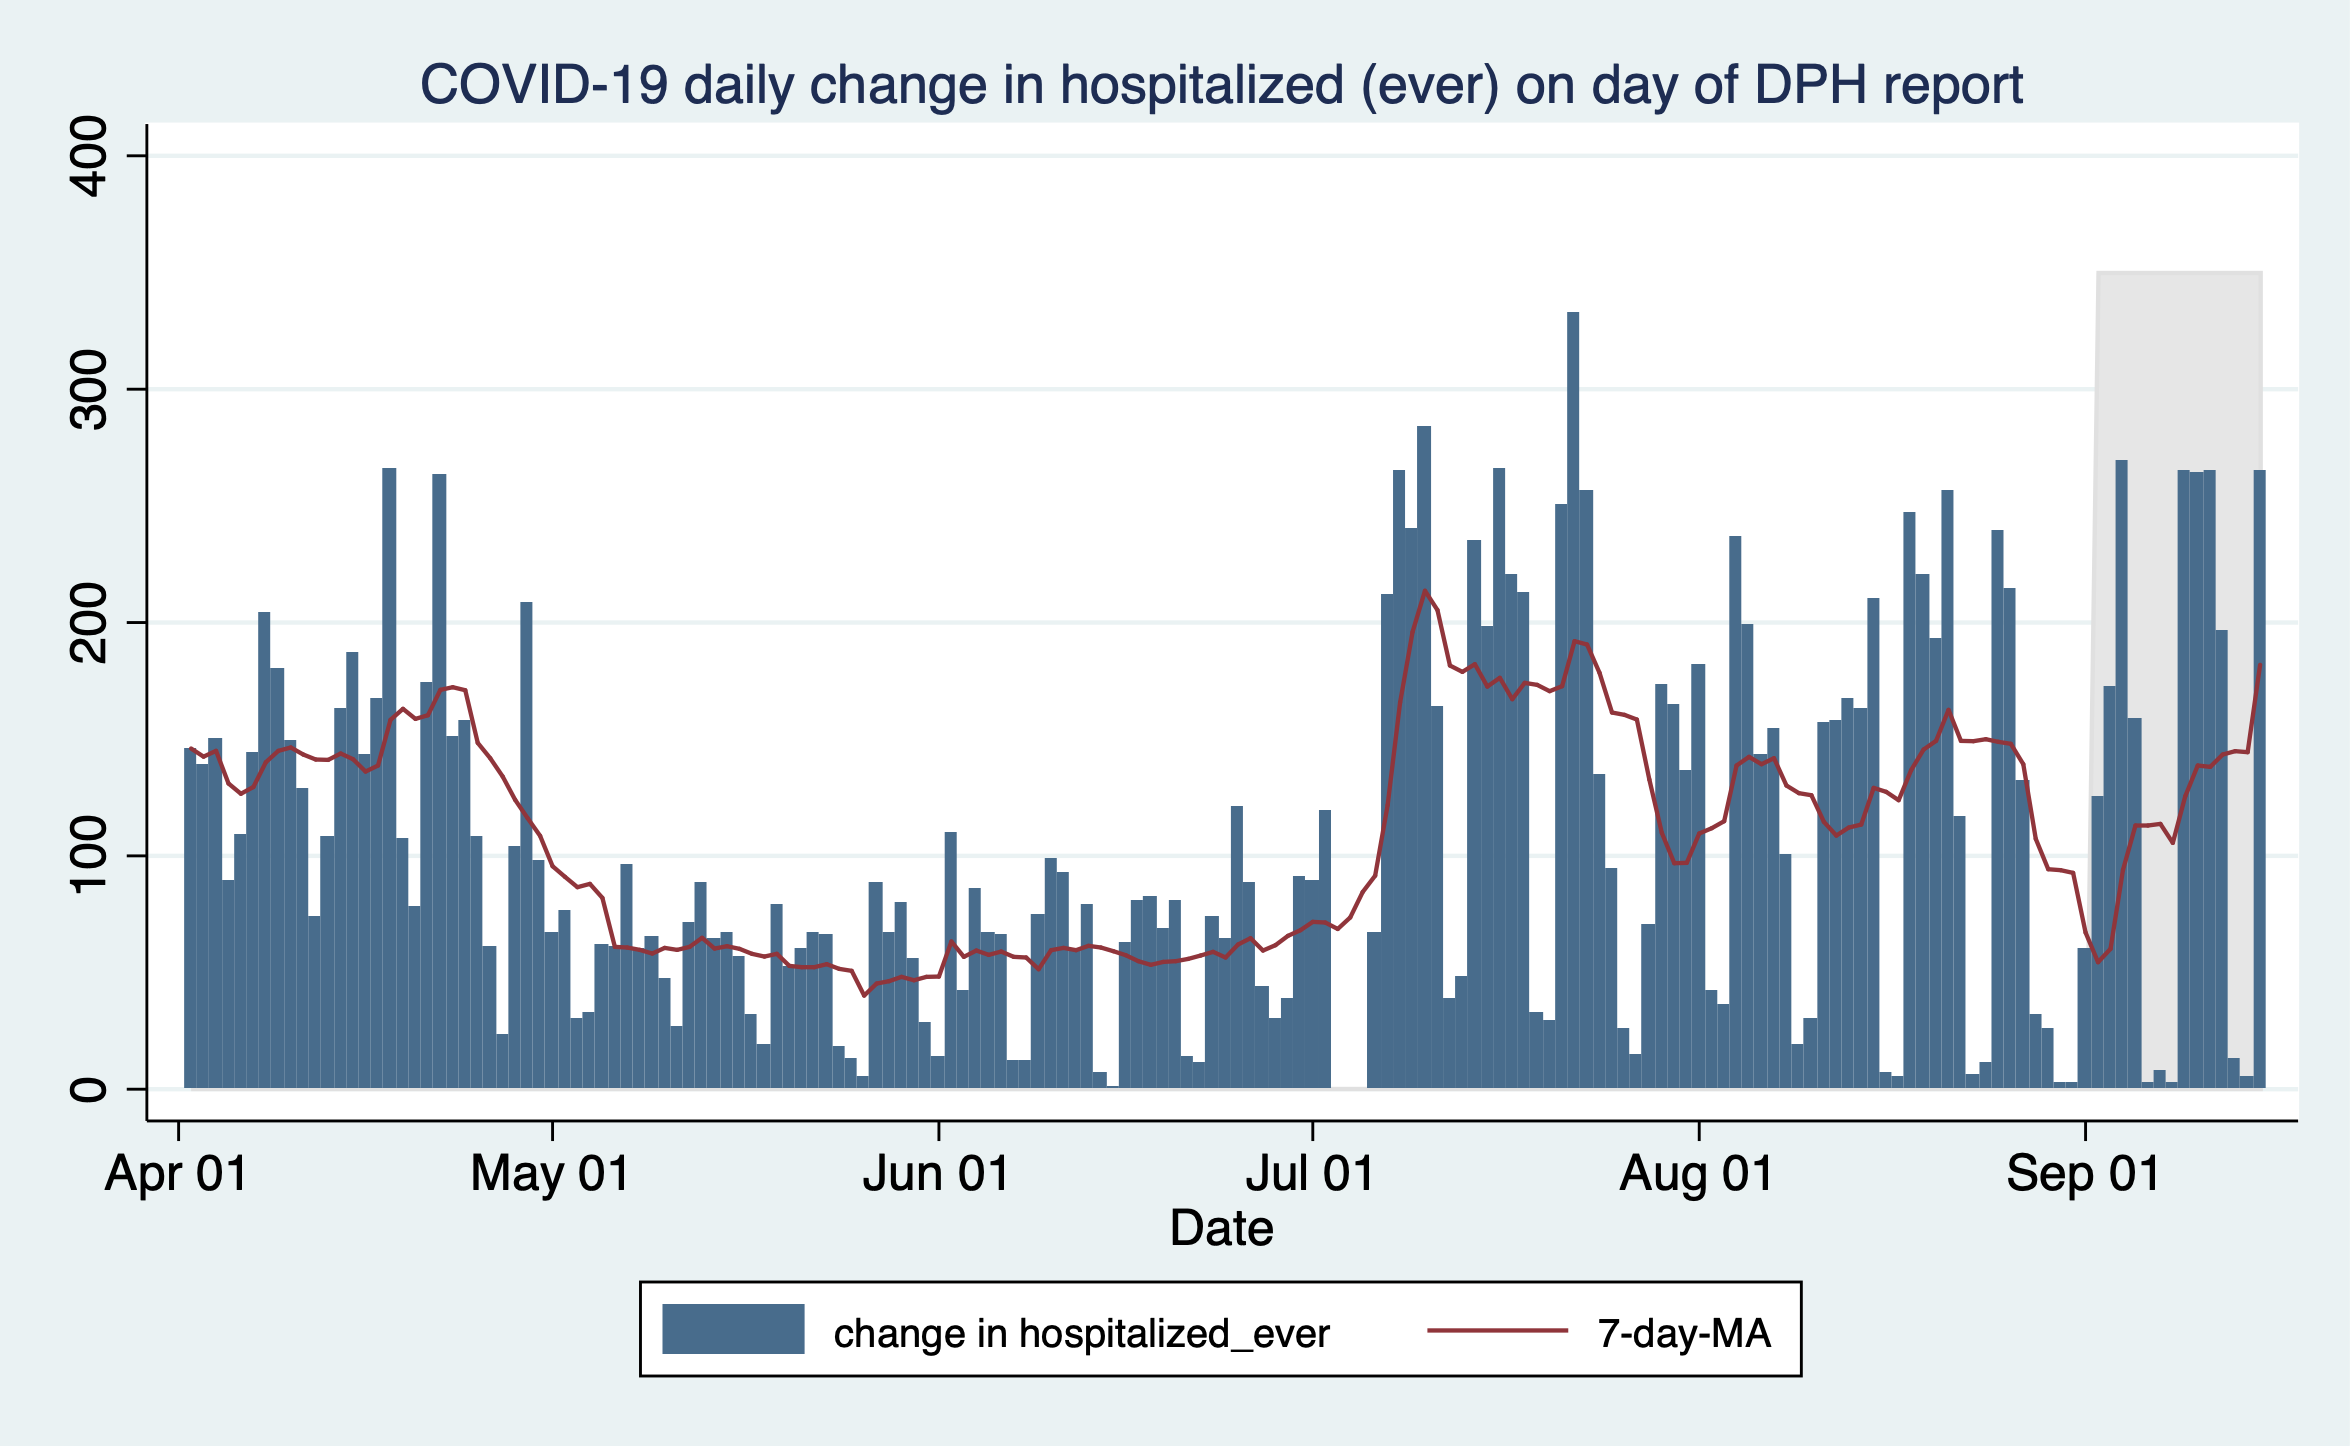 COVID-19 daily change in hospitalized (ever) on day of DPH report
400
300
200
100
0
Apr 01 May 01 Jun 01 Jul 01 Aug 01 Sep 01
Date
change in hospitalized_ever 7-day-MA